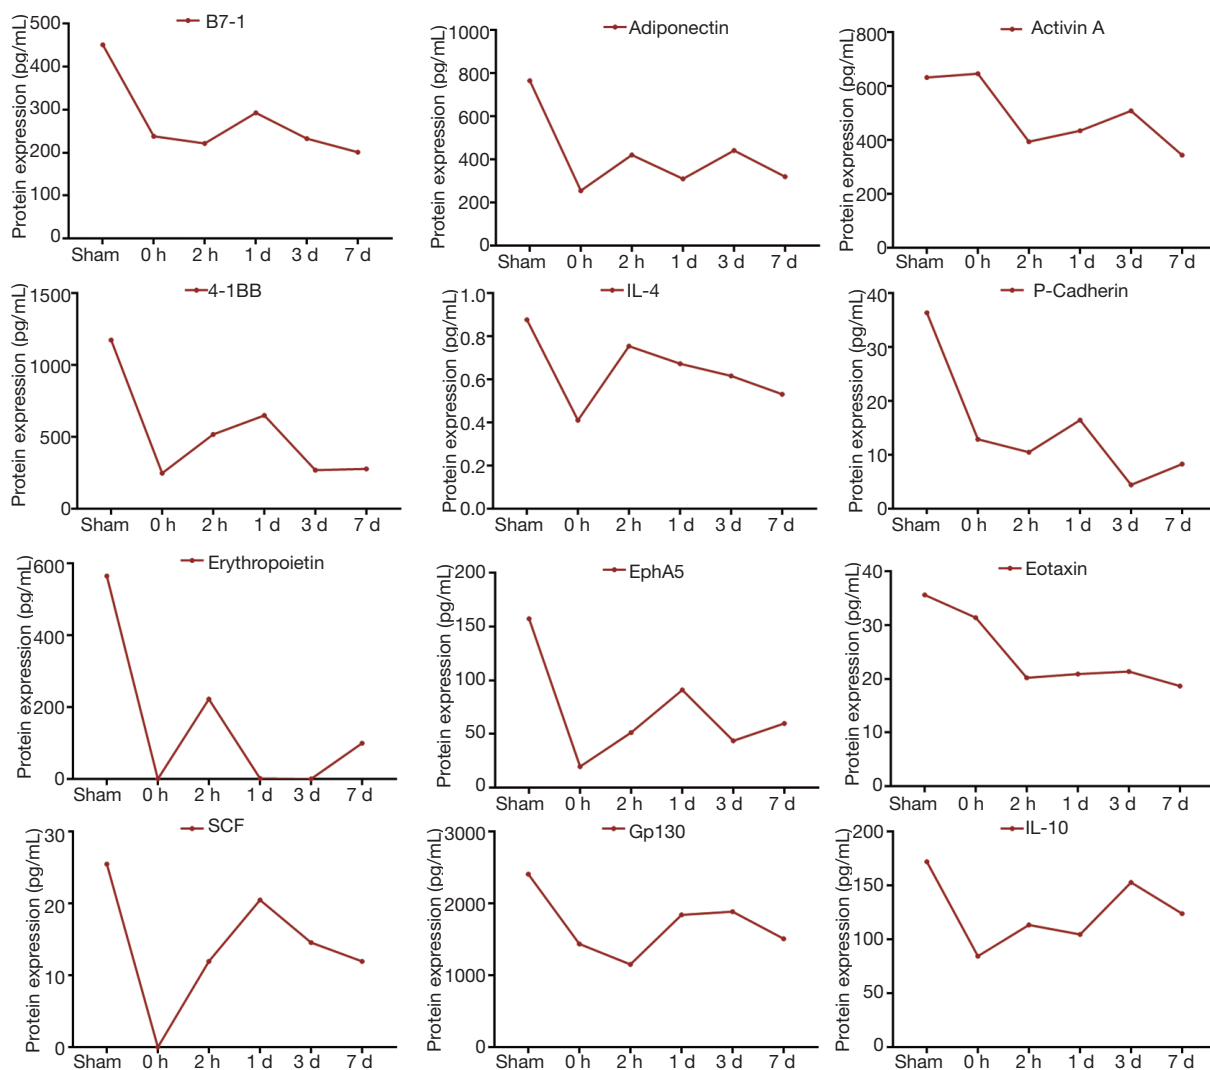 B7-1
Protein expression (pg/mL)
500
400
300
200
100
0
Sham 0 h 2 h 1 d 3 d 7 d
Adiponectin
Protein expression (pg/mL)
1000
800
600
400
200
0
Sham 0 h 2 h 1 d 3 d 7 d
Activin A
Protein expression (pg/mL)
800
600
400
200
0
Sham 0 h 2 h 1 d 3 d 7 d
4-1BB
Protein expression (pg/mL)
1500
1000
500
0
Sham 0 h 2 h 1 d 3 d 7 d
IL-4
Protein expression (pg/mL)
1.0
0.8
0.6
0.4
0.2
0.0
Sham 0 h 2 h 1 d 3 d 7 d
P-Cadherin
Protein expression (pg/mL)
40
30
20
10
0
Sham 0 h 2 h 1 d 3 d 7 d
Erythropoietin
Protein expression (pg/mL)
600
400
200
0
Sham 0 h 2 h 1 d 3 d 7 d
EphA5
Protein expression (pg/mL)
200
150
100
50
0
Sham 0 h 2 h 1 d 3 d 7 d
Eotaxin
Protein expression (pg/mL)
40
30
20
10
0
Sham 0 h 2 h 1 d 3 d 7 d
SCF
Protein expression (pg/mL)
30
20
10
0
Sham 0 h 2 h 1 d 3 d 7 d
Gp130
Protein expression (pg/mL)
3000
2000
1000
0
Sham 0 h 2 h 1 d 3 d 7 d
IL-10
Protein expression (pg/mL)
200
150
100
50
0
Sham 0 h 2 h 1 d 3 d 7 d